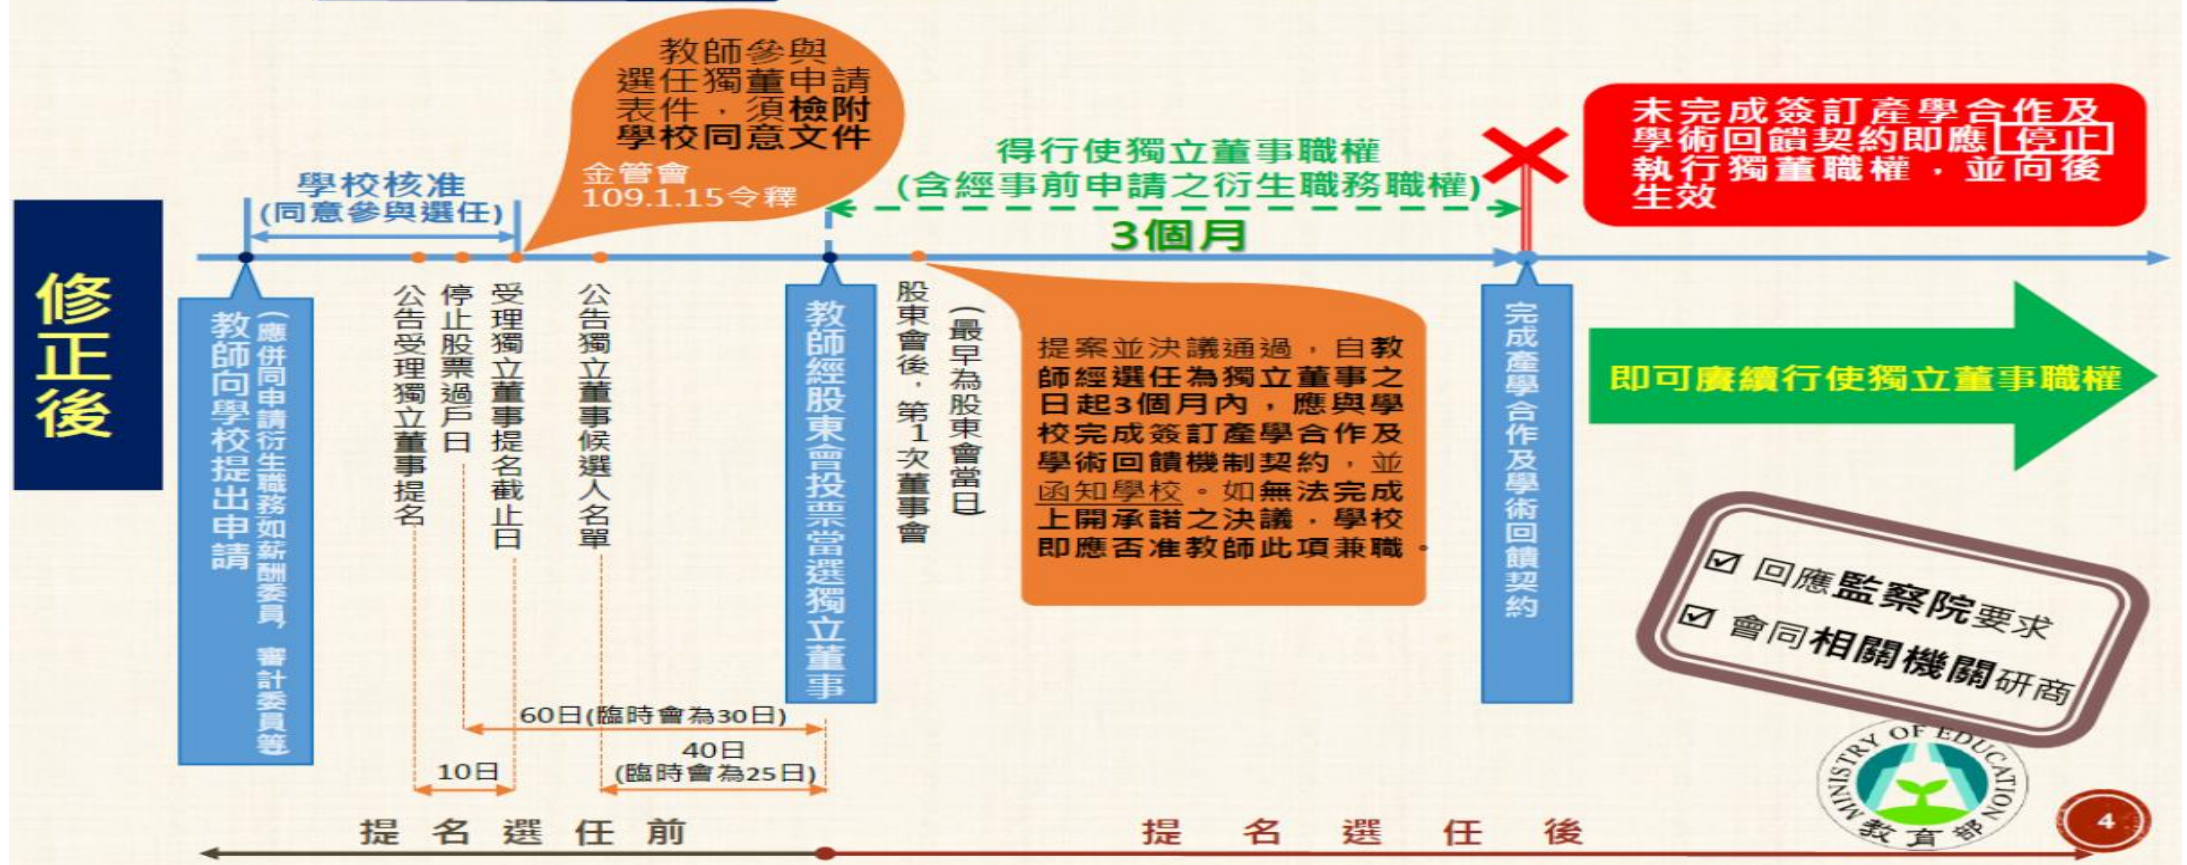 修正後
學校核准
(同意參與選任)
教師參與
選任獨董申請
表件，須檢附
學校同意文件
金管會
109.1.15令釋
得行使獨立董事職權
(含經事前申請之衍生職務職權)
3個月
未完成簽訂產學合作及
學術回饋契約即應停止
執行獨董職權，並向後
生效
教師向學校提出申請
(應併同申請衍生職務如薪酬委員，審計委員等)
公告受理獨立董事提名
停止股票過戶日
受理獨立董事提名截止日
公告獨立董事候選人名單
教師經股東會投票當選獨立董事
股東會後，第1次董事會
(最早為股東會當日)
提案並決議通過，自教
師經選任為獨立董事之
日起3個月內，應與學
校完成簽訂產學合作及
學術回饋機制契約，並
函知學校。如無法完成
上開承諾之決議，學校
即應否准教師此項兼職。
完成產學合作及學術回饋契約
即可賡續行使獨立董事職權
60日(臨時會為30日)
40日
(臨時會為25日)
10日
☑ 回應監察院要求
☑ 會同相關機關研商
MINISTRY OF EDUCATION
教育部
4
提名選任前
提名選任後